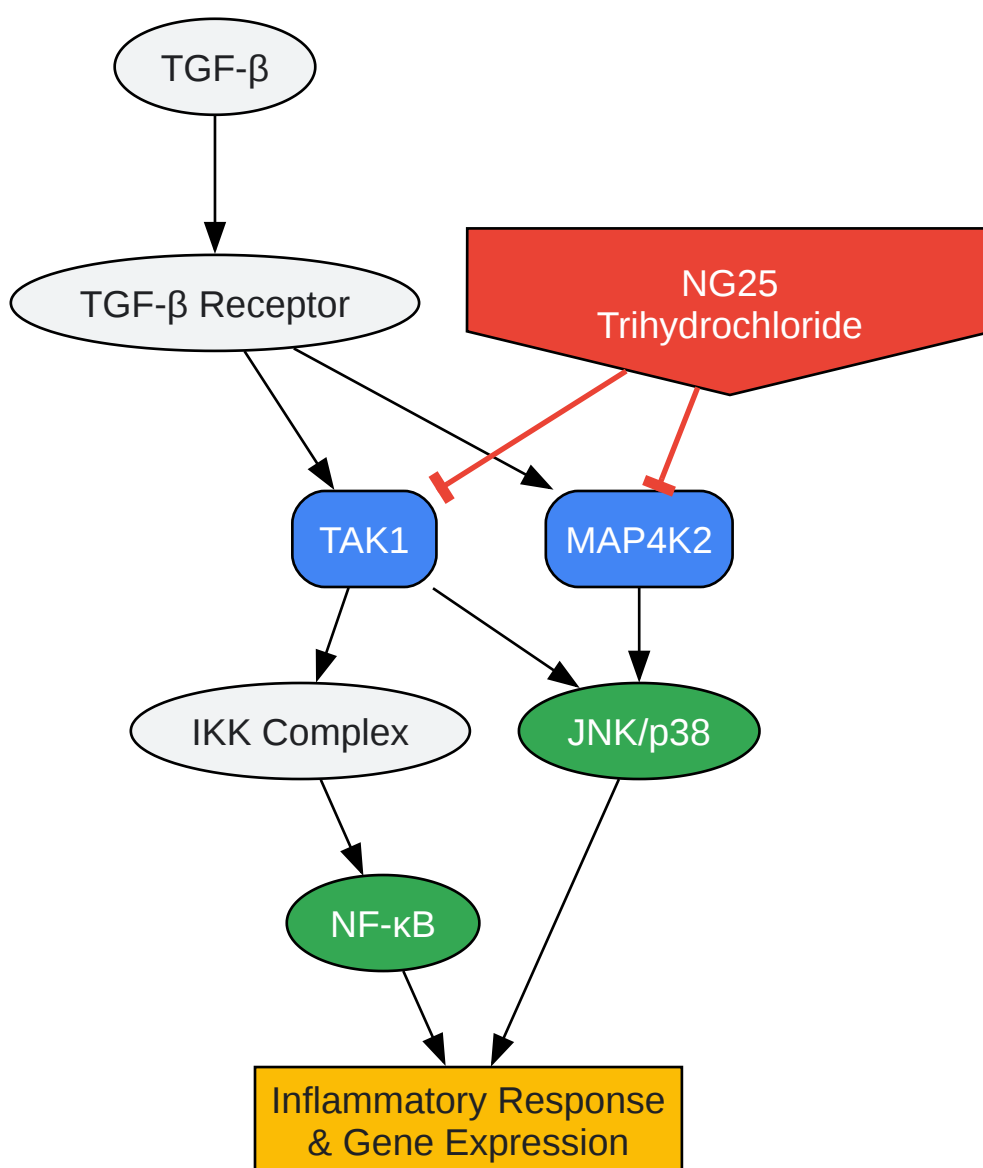 TGF-β
TGF-β Receptor
NG25
Trihydrochloride
TAK1
MAP4K2
IKK Complex
JNK/p38
NF-κB
Inflammatory Response
& Gene Expression